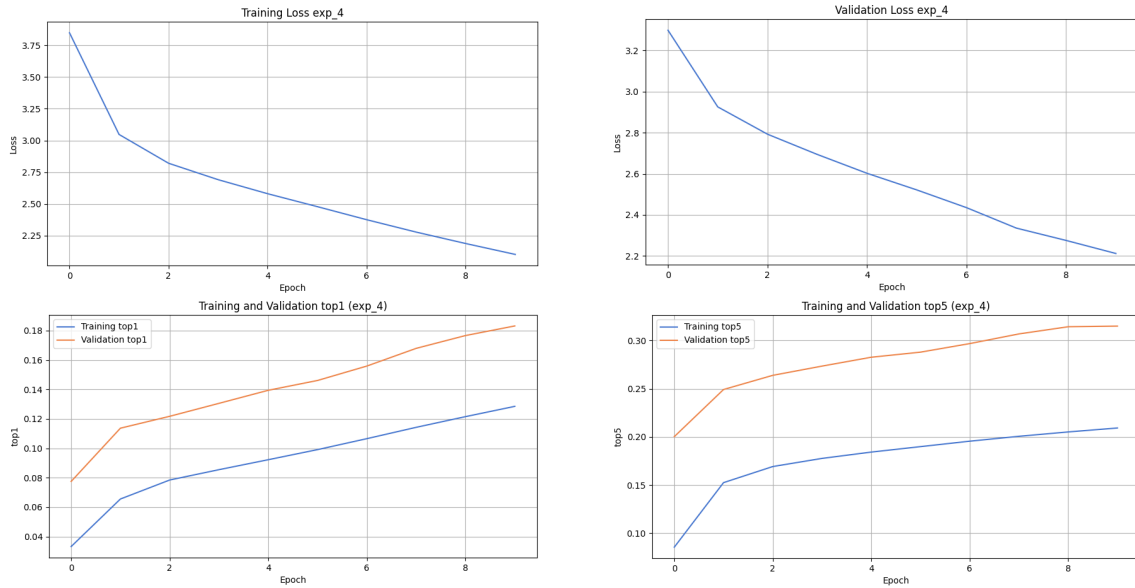 Training Loss exp_4
3.75
3.50
3.25
3.00
2.75
2.50
2.25
Loss
0 2 4 6 8
Epoch
Validation Loss exp_4
3.2
3.0
2.8
2.6
2.4
2.2
Loss
0 2 4 6 8
Epoch
Training and Validation top1 (exp_4)
Training top1
Validation top1
0.18
0.16
0.14
0.12
0.10
0.08
0.06
0.04
top1
0 2 4 6 8
Epoch
Training and Validation top5 (exp_4)
Training top5
Validation top5
0.30
0.25
0.20
0.15
0.10
top5
0 2 4 6 8
Epoch